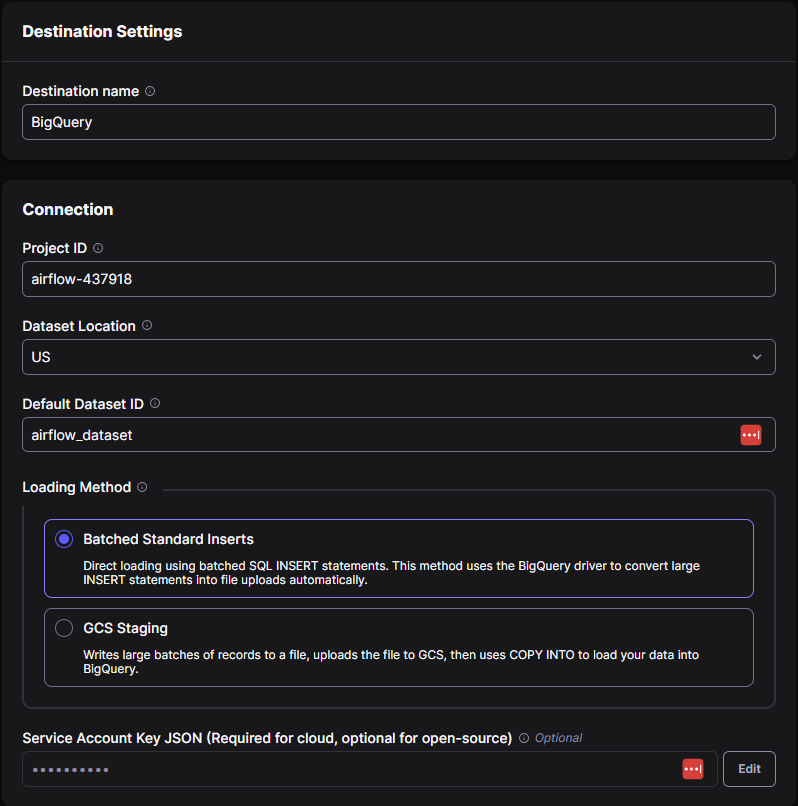 Destination Settings
Destination name
BigQuery
Connection
Project ID
airflow-437918
Dataset Location
US
Default Dataset ID
airflow_dataset
Loading Method
Batched Standard Inserts
Direct loading using batched SQL INSERT statements. This method uses the BigQuery driver to convert large
INSERT statements into file uploads automatically.
GCS Staging
Writes large batches of records to a file, uploads the file to GCS, then uses COPY INTO to load your data into
BigQuery.
Service Account Key JSON (Required for cloud, optional for open-source) Optional
••••••••••
Edit